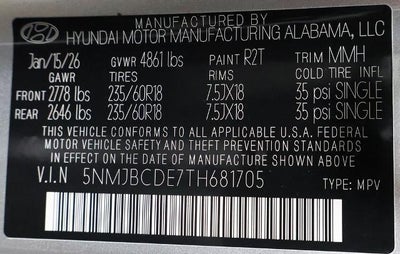 MANUFACTURED BY
HYUNDAI MOTOR MANUFACTURING ALABAMA, LLC
Jan/15/26 GVWR 4861 lbs PAINT R2T TRIM MMH
GAWR TIRES RIMS COLD TIRE INFL
FRONT 2778 lbs 235/60R18 7.5JX18 35 psi SINGLE
REAR 2646 lbs 235/60R18 7.5JX18 35 psi SINGLE
THIS VEHICLE CONFORMS TO ALL APPLICABLE U.S.A. FEDERAL
MOTOR VEHICLE SAFETY AND THEFT PREVENTION STANDARDS
IN EFFECT ON THE DATE OF MANUFACTURE SHOWN ABOVE.
V.I.N 5NMJBCDE7TH681705 TYPE: MPV